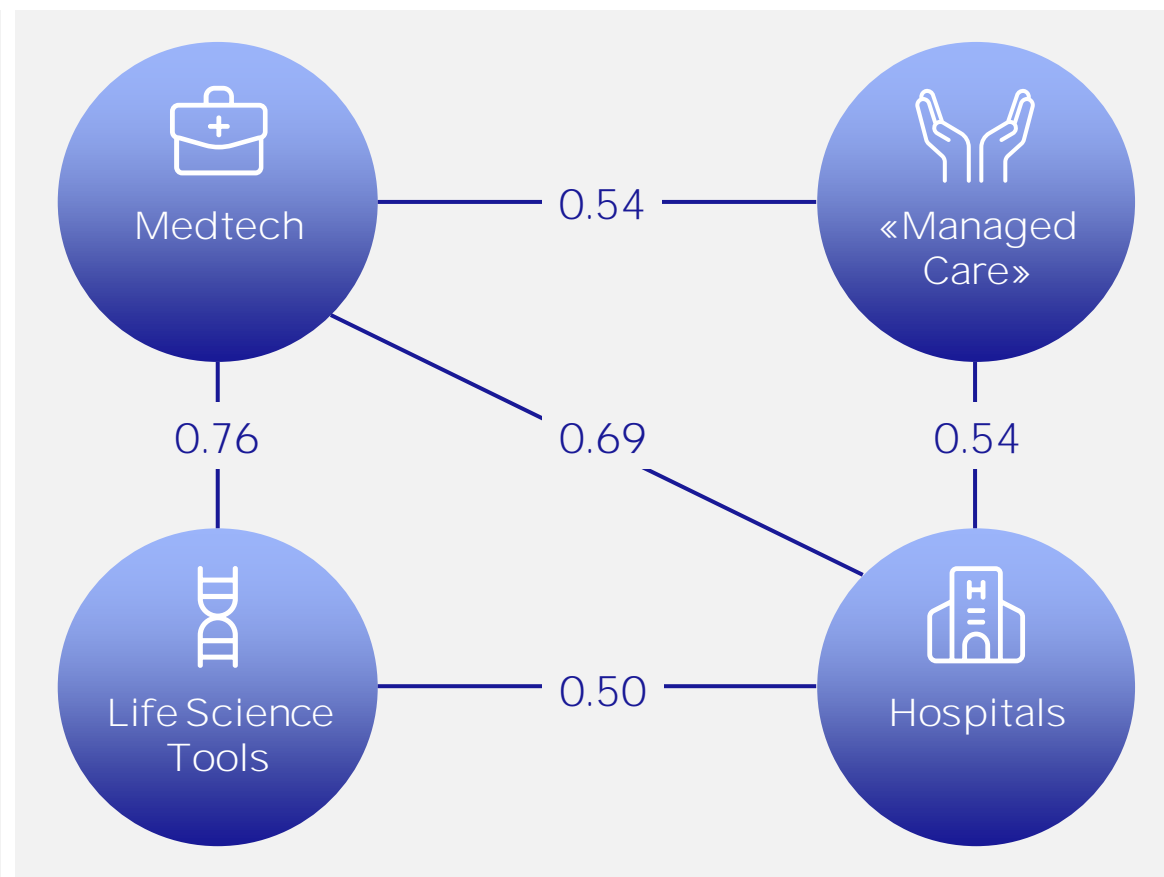 Medtech
0.54
«Managed
Care»
0.76
0.69
0.54
Life Science
Tools
0.50
H
Hospitals